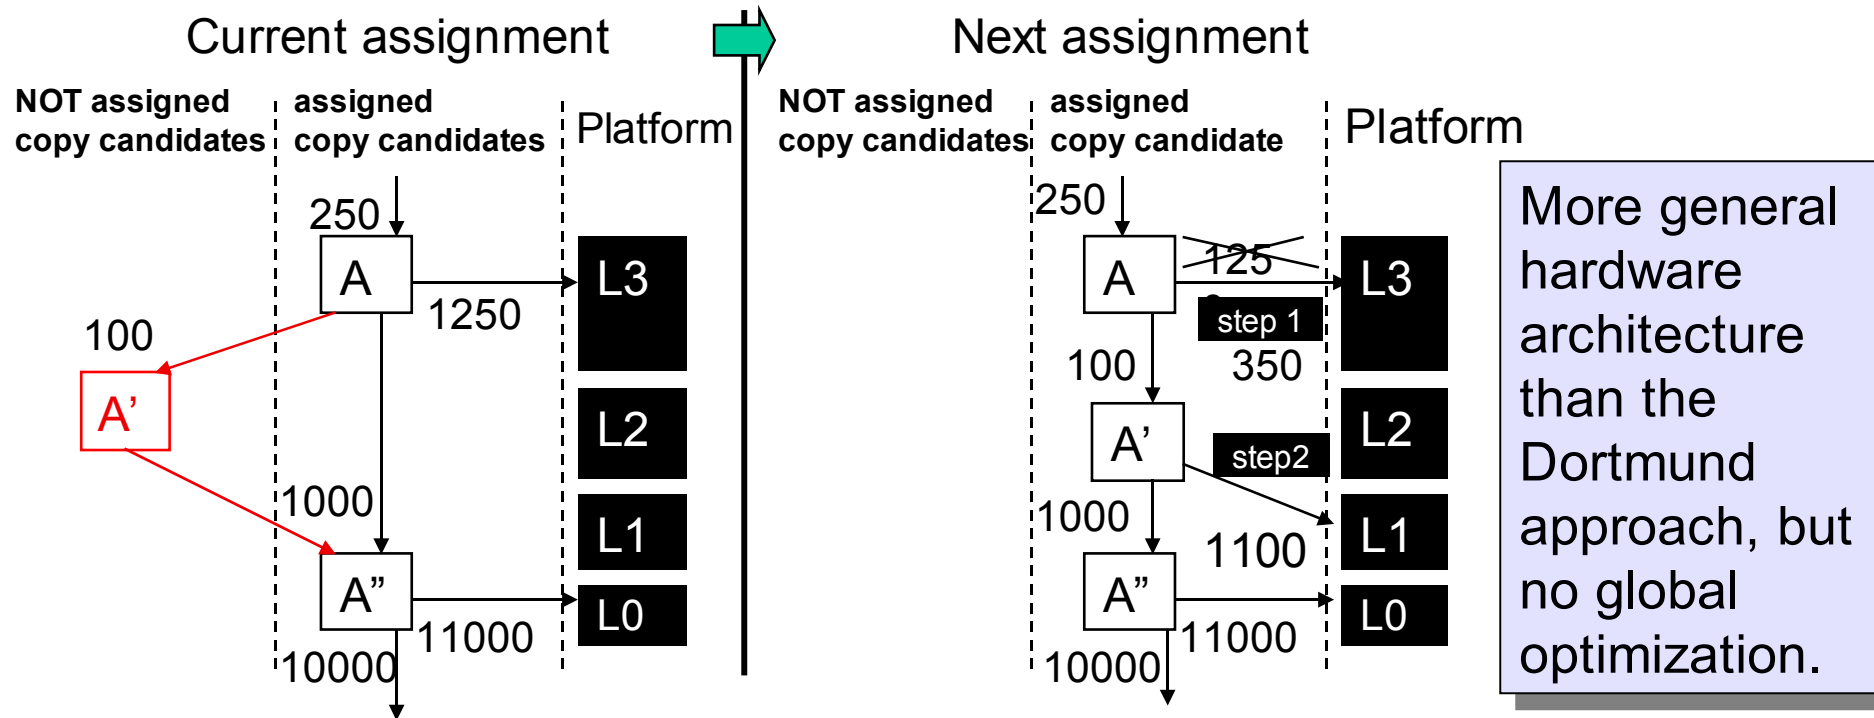 Current assignment
NOT assigned
copy candidates
assigned
copy candidates
Platform
250
A
1250
L3
100
A’
L2
1000
L1
A”
11000
L0
10000
Next assignment
NOT assigned
copy candidates
assigned
copy candidate
Platform
250
A
125
L3
step 1
100
350
A’
step2
L2
1000
1100
L1
A”
11000
L0
10000
More general
hardware
architecture
than the
Dortmund
approach, but
no global
optimization.